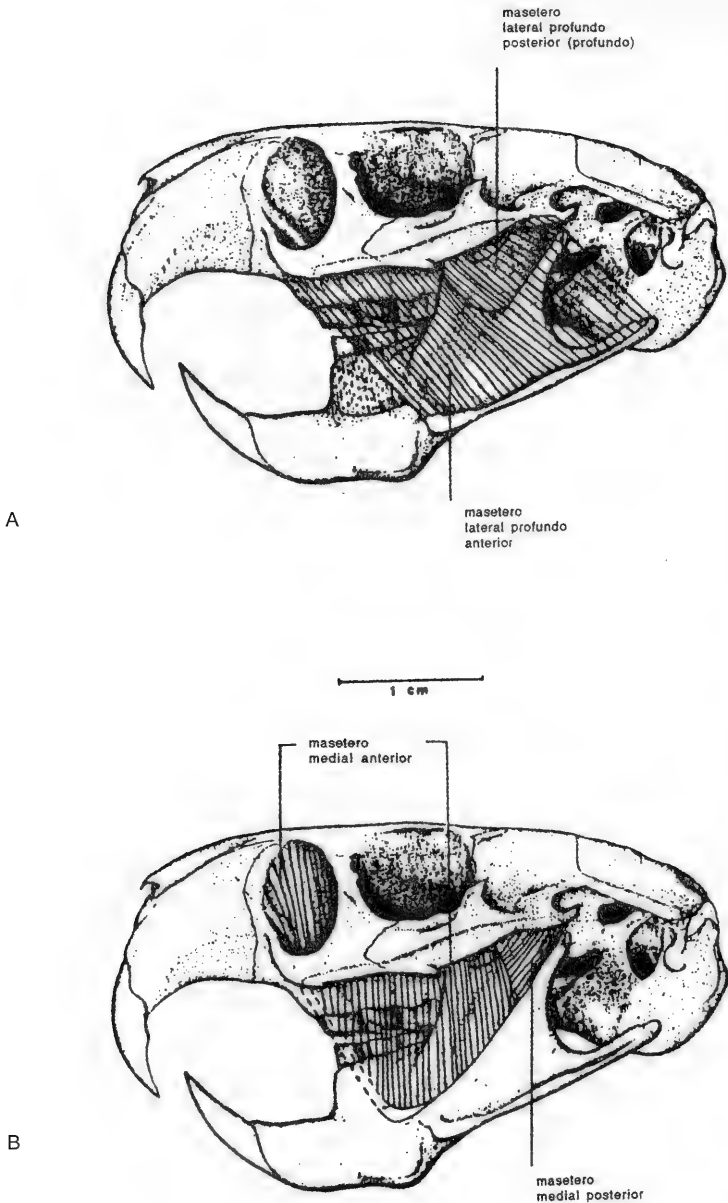 masetero
lateral profundo
posterior (profundo)
A
masetero
lateral profundo
anterior
1 cm
masetero
medial anterior
B
masetero
medial posterior